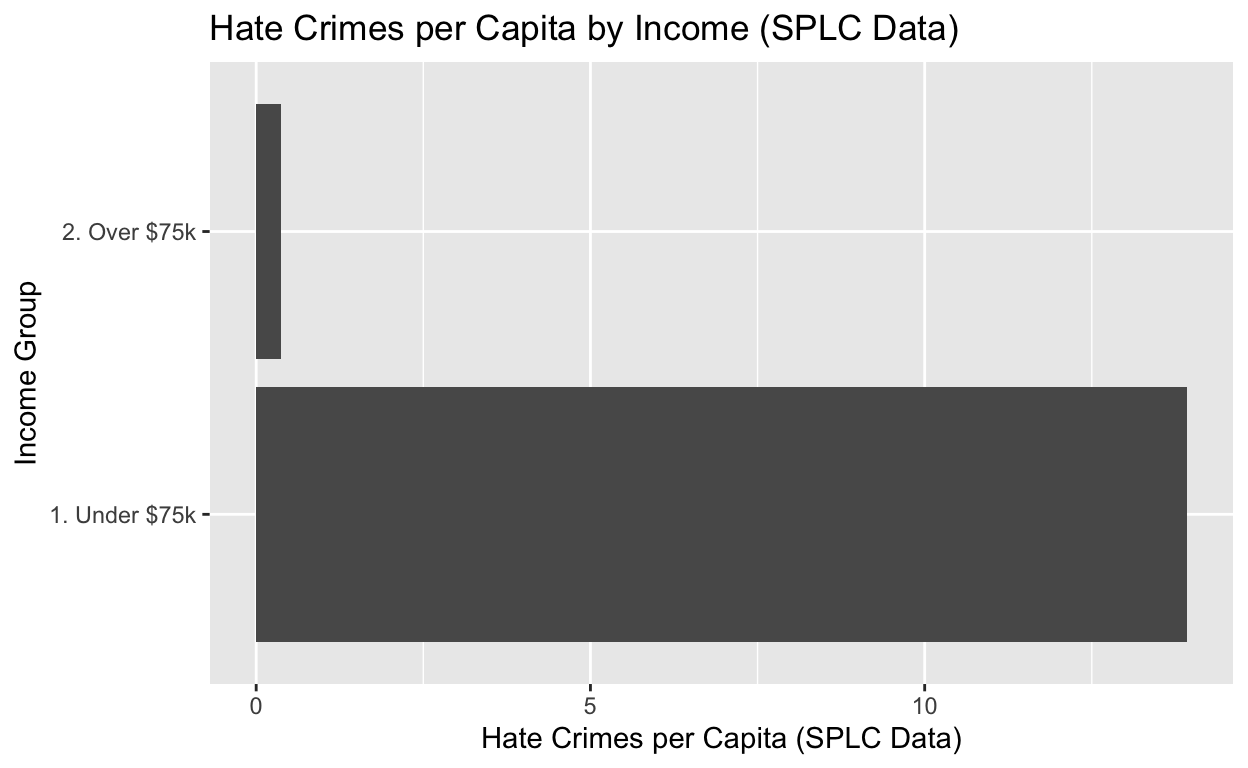 Hate Crimes per Capita by Income (SPLC Data)
Income Group
2. Over $75k
1. Under $75k
0 5 10
Hate Crimes per Capita (SPLC Data)